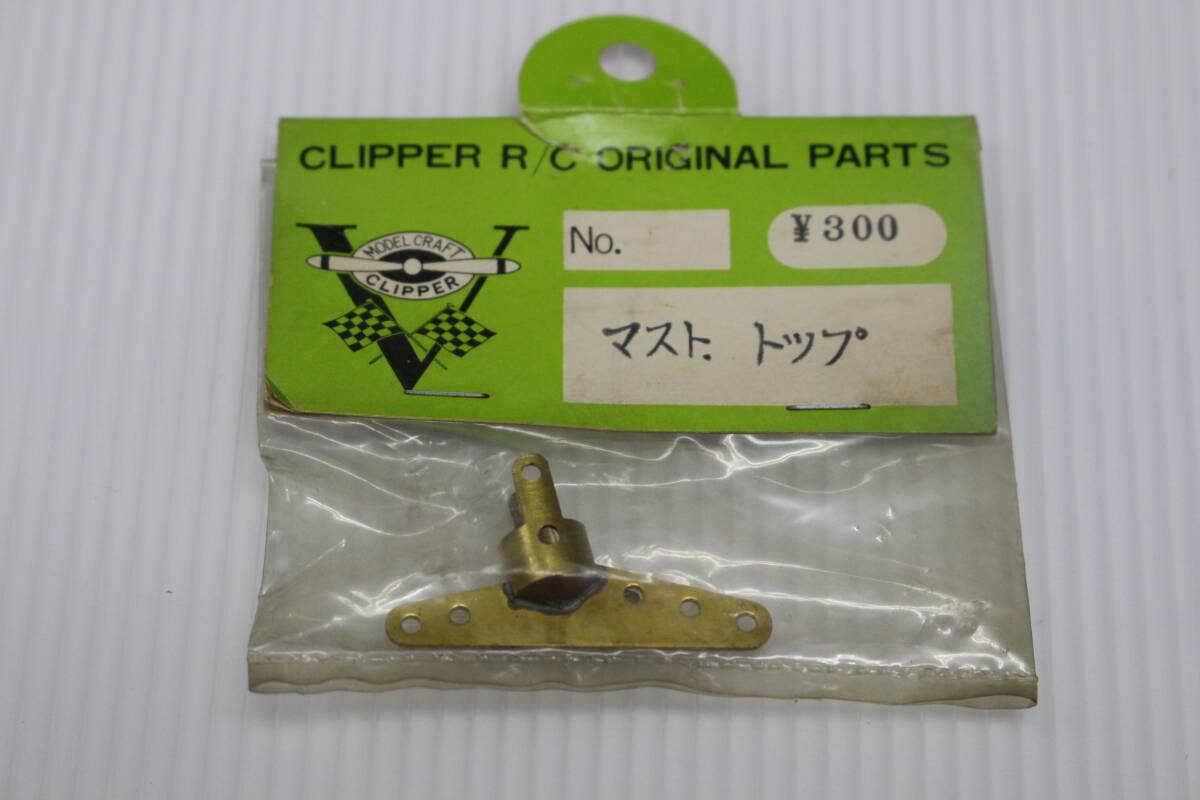 CLIPPER R/C ORIGINAL PARTS
MODEL CRAFT
CLIPPER
No.
¥300
マスト. トップ